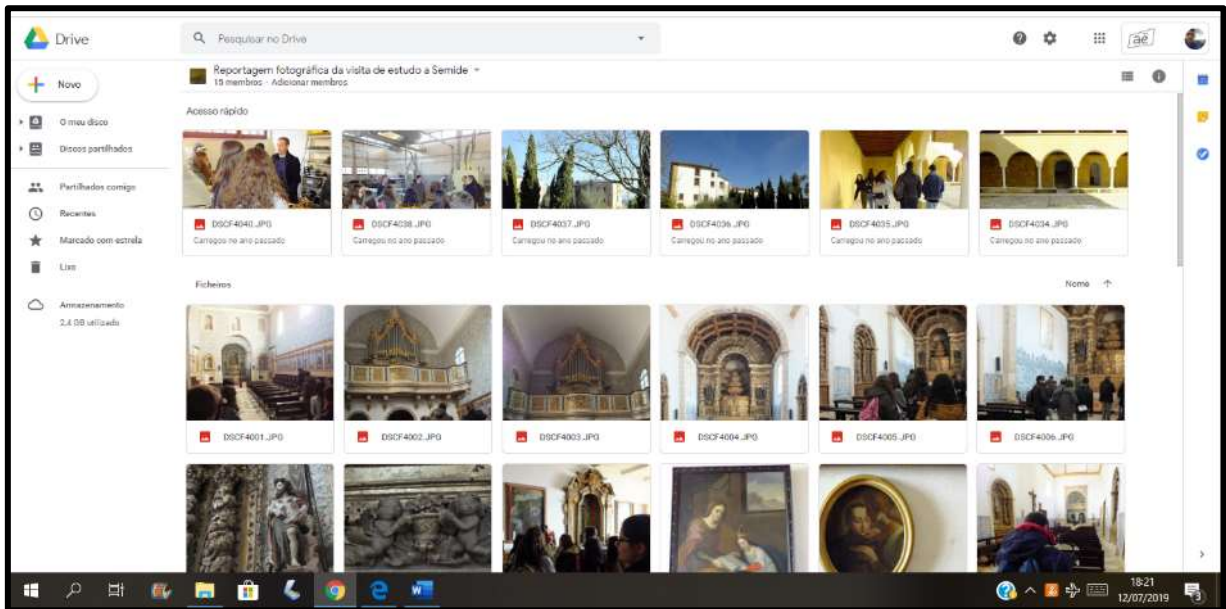 Drive
Pesquisar no Drive
Novo
Reportagem fotográfica da visita de estudo a Semide
15 membros - Adicionar membros
Acesso rápido
O meu disco
Discos partilhados
Partilhados comigo
Recentes
Marcado com estrela
Lixo
Armazenamento
2,4 GB utilizado
DSCF4040.JPG
Carregou no ano passado
DSCF4038.JPG
Carregou no ano passado
DSCF4037.JPG
Carregou no ano passado
DSCF4036.JPG
Carregou no ano passado
DSCF4035.JPG
Carregou no ano passado
DSCF4034.JPG
Carregou no ano passado
Ficheiros
Nome
DSCF4001.JPG
DSCF4002.JPG
DSCF4003.JPG
DSCF4004.JPG
DSCF4005.JPG
DSCF4006.JPG
18:21
12/07/2019